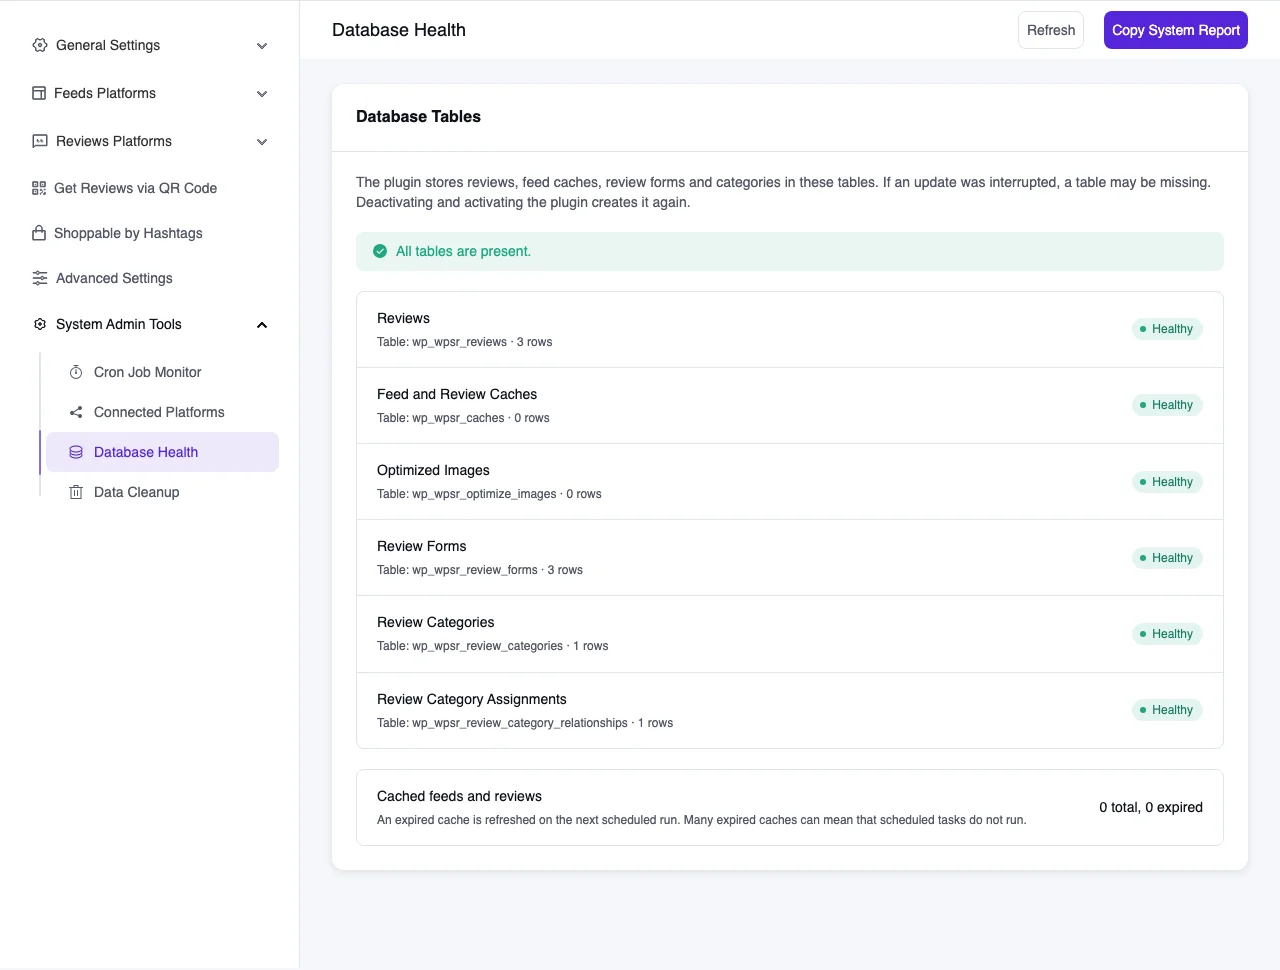 General Settings
Feeds Platforms
Reviews Platforms
Get Reviews via QR Code
Shoppable by Hashtags
Advanced Settings
System Admin Tools
Cron Job Monitor
Connected Platforms
Database Health
Data Cleanup
Database Health
Refresh
Copy System Report
Database Tables
The plugin stores reviews, feed caches, review forms and categories in these tables. If an update was interrupted, a table may be missing.
Deactivating and activating the plugin creates it again.
All tables are present.
Reviews
Table: wp_wpsr_reviews · 3 rows
Healthy
Feed and Review Caches
Table: wp_wpsr_caches · 0 rows
Healthy
Optimized Images
Table: wp_wpsr_optimize_images · 0 rows
Healthy
Review Forms
Table: wp_wpsr_review_forms · 3 rows
Healthy
Review Categories
Table: wp_wpsr_review_categories · 1 rows
Healthy
Review Category Assignments
Table: wp_wpsr_review_category_relationships · 1 rows
Healthy
Cached feeds and reviews
An expired cache is refreshed on the next scheduled run. Many expired caches can mean that scheduled tasks do not run.
0 total, 0 expired